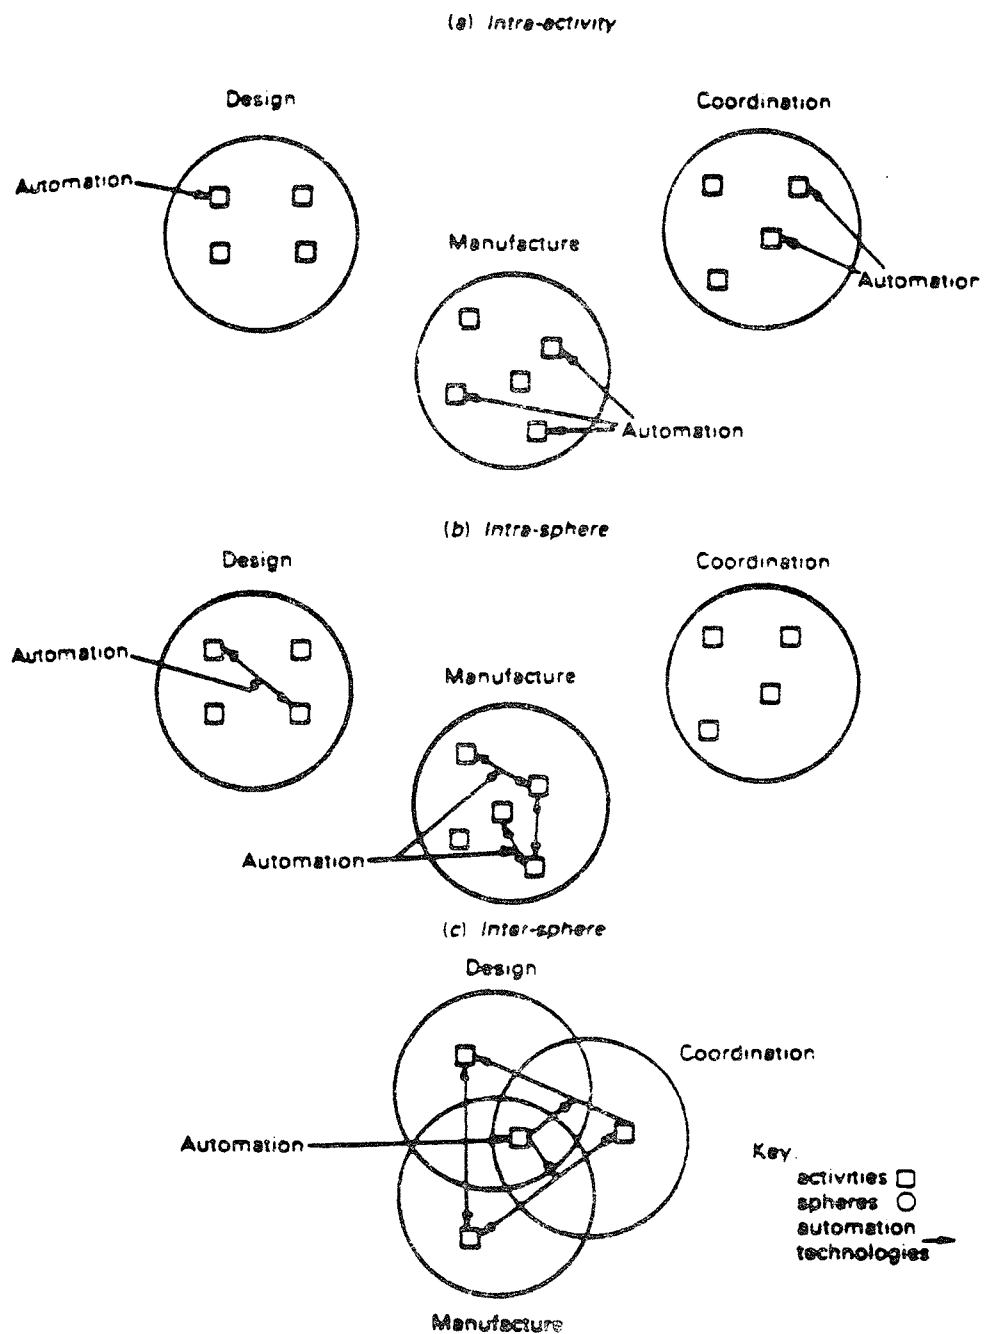 (a) Intra-activity
Design
Coordination
Automation
Manufacture
Automation
Automation
(b) Intra-sphere
Design
Coordination
Automation
Manufacture
Automation
(c) Inter-sphere
Design
Coordination
Automation
Key.
activities
spheres
automation
technologies
Manufacture